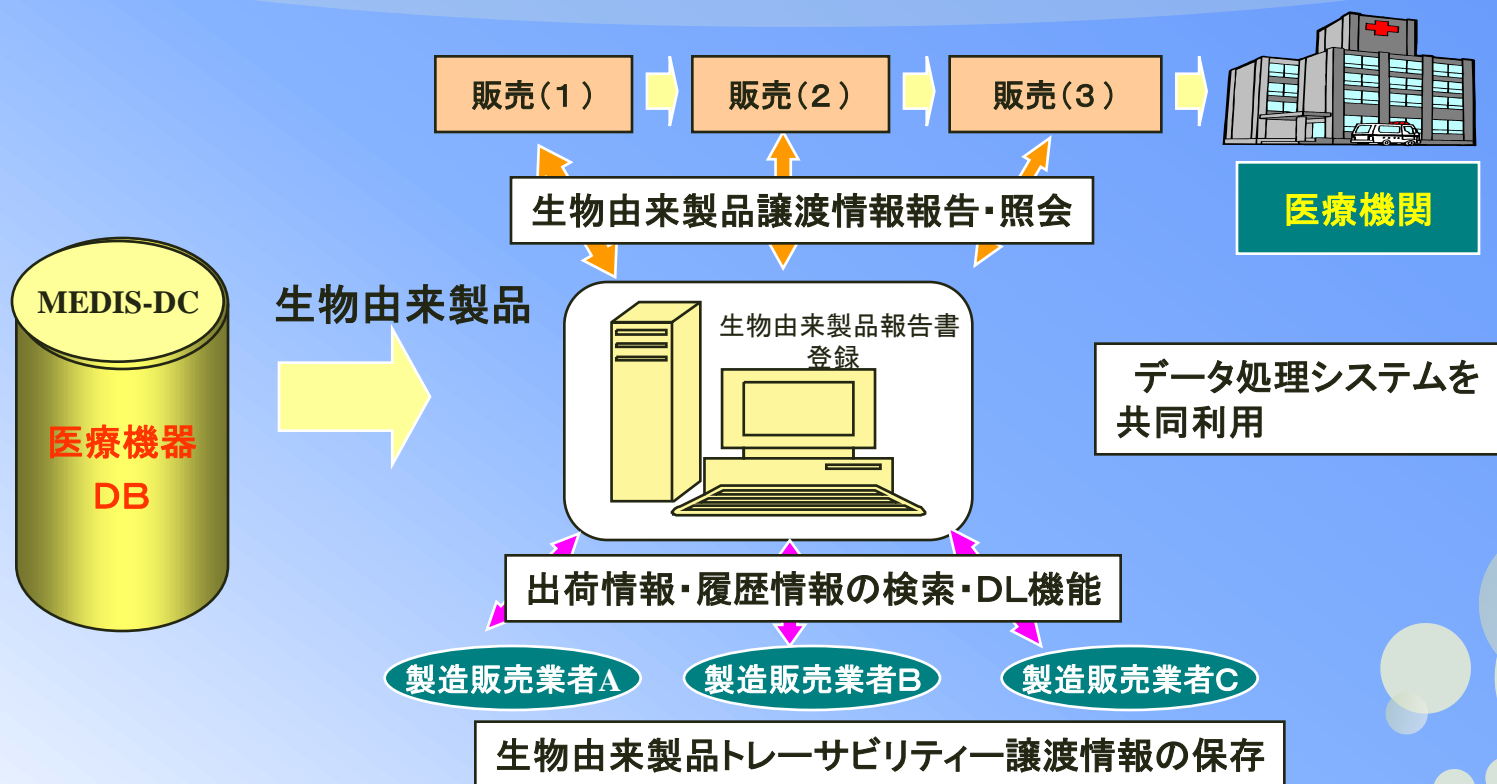 販売(1)
販売(2)
販売(3)
生物由来製品譲渡情報報告・照会
医療機関
MEDIS-DC
医療機器
DB
生物由来製品
生物由来製品報告書
登録
データ処理システムを
共同利用
出荷情報・履歴情報の検索・DL機能
製造販売業者A
製造販売業者B
製造販売業者C
生物由来製品トレーサビリティー譲渡情報の保存